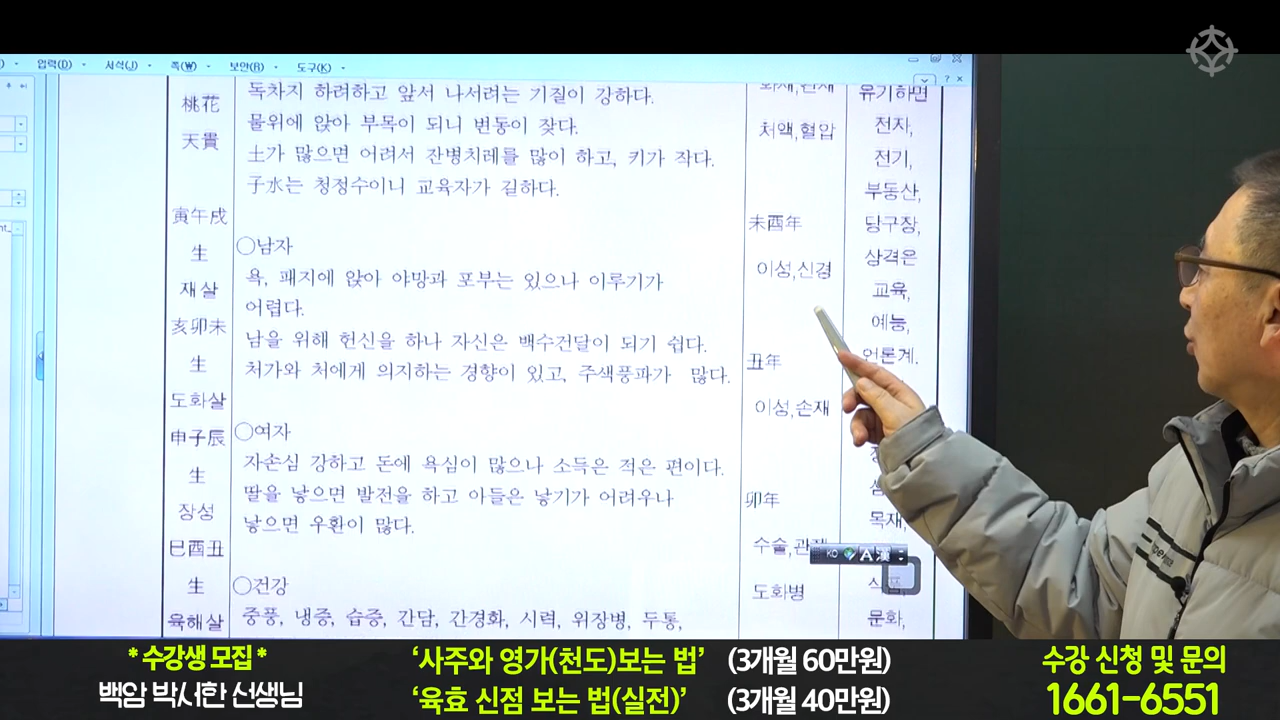 입력(D) 서식(J) 쪽(W) 보안(B) 도구(K)
桃花
天貴
寅午戌
生
재살
亥卯未
生
도화살
申子辰
生
장성
巳酉丑
生
육해살
독차지 하려하고 앞서 나서려는 기질이 강하다.
물위에 앉아 부목이 되니 변동이 잦다.
土가 많으면 어려서 잔병치레를 많이 하고, 키가 작다.
子水는 청정수이니 교육자가 길하다.
○남자
욕, 패지에 앉아 야망과 포부는 있으나 이루기가
어렵다.
남을 위해 헌신을 하나 자신은 백수건달이 되기 쉽다.
처가와 처에게 의지하는 경향이 있고, 주색풍파가 많다.
○여자
자손심 강하고 돈에 욕심이 많으나 소득은 적은 편이다.
딸을 낳으면 발전을 하고 아들은 낳기가 어려우나
낳으면 우환이 많다.
○건강
중풍, 냉증, 습증, 간담, 간경화, 시력, 위장병, 두통,
처액,혈압
未酉年
이성,신경
丑年
이성,손재
卯年
수술,관재
도화병
유기하면
전자,
전기,
부동산,
당구장,
상격은
교육,
예능,
언론계.
목재,
식품,
문화,
KO A 漢
* 수강생 모집 *
백암 박시한 선생님
‘사주와 영가(천도)보는 법’ (3개월 60만원)
‘육효 신점 보는 법(실전)’ (3개월 40만원)
수강 신청 및 문의
1661-6551